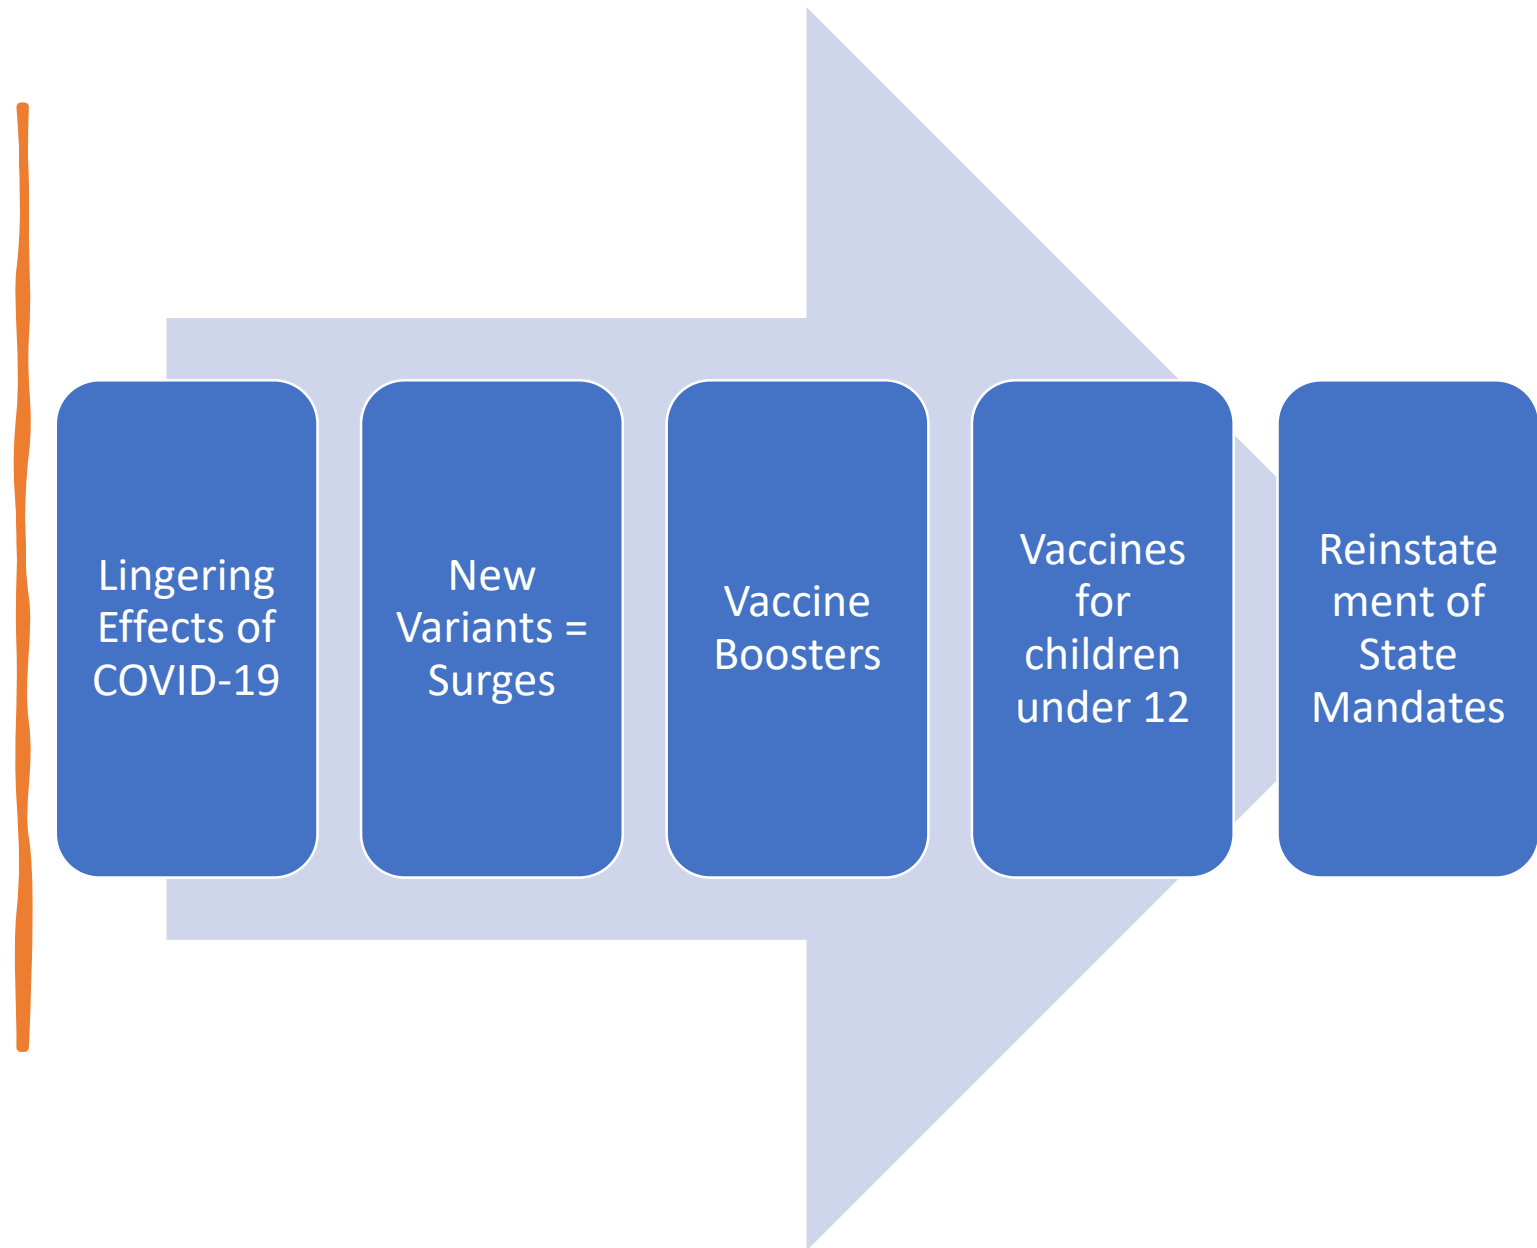 Lingering
Effects of
COVID-19
New
Variants =
Surges
Vaccine
Boosters
Vaccines
for
children
under 12
Reinstate
ment of
State
Mandates